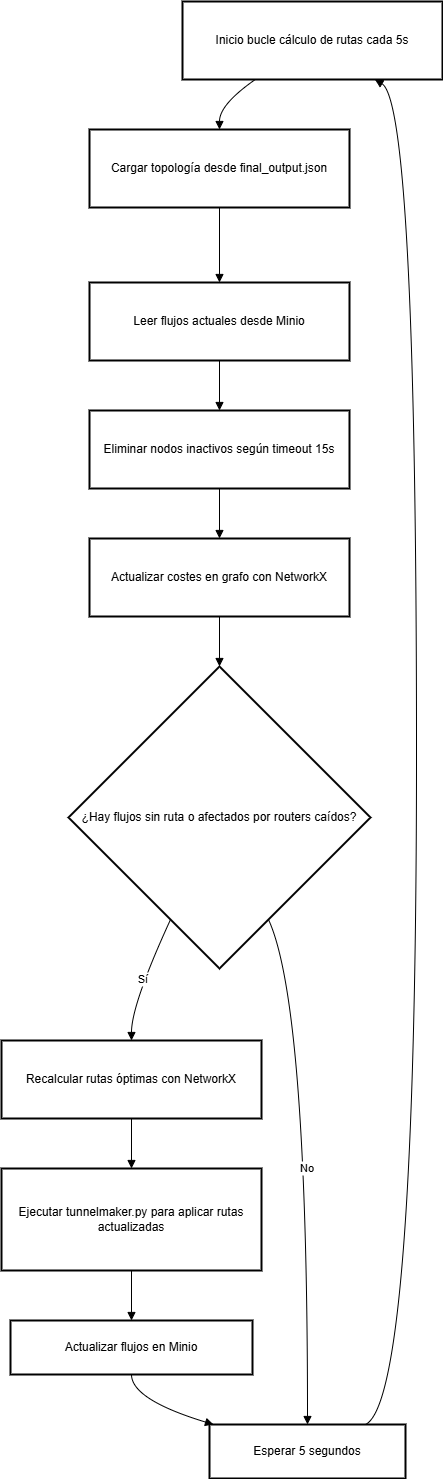 Inicio bucle cálculo de rutas cada 5s
Cargar topología desde final_output.json
Leer flujos actuales desde Minio
Eliminar nodos inactivos según timeout 15s
Actualizar costes en grafo con NetworkX
¿Hay flujos sin ruta o afectados por routers caídos?
Sí
Recalcular rutas óptimas con NetworkX
No
Ejecutar tunnelmaker.py para aplicar rutas
actualizadas
Actualizar flujos en Minio
Esperar 5 segundos